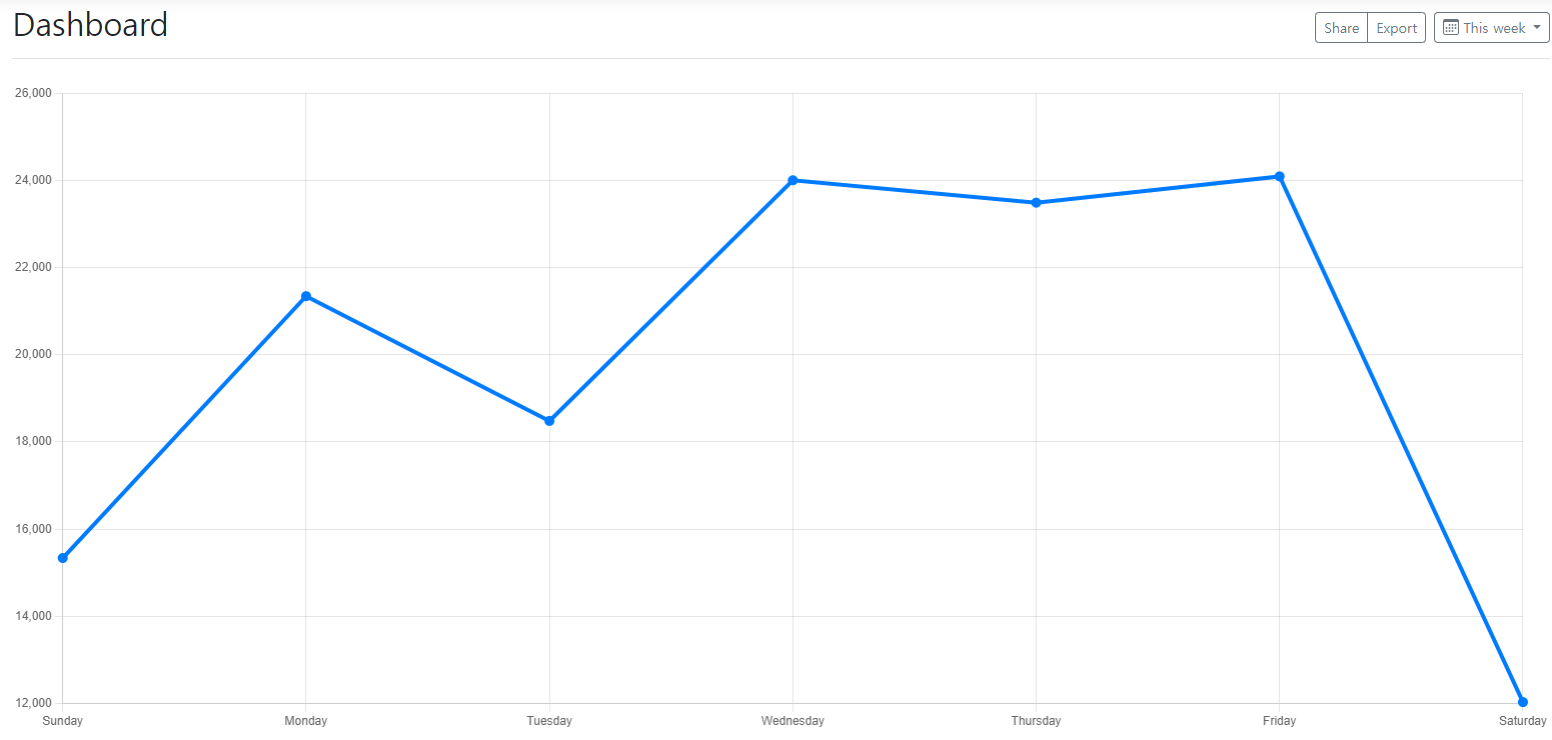 Dashboard
Share Export This week
26,000
24,000
22,000
20,000
18,000
16,000
14,000
12,000
Sunday Monday Tuesday Wednesday Thursday Friday Saturday